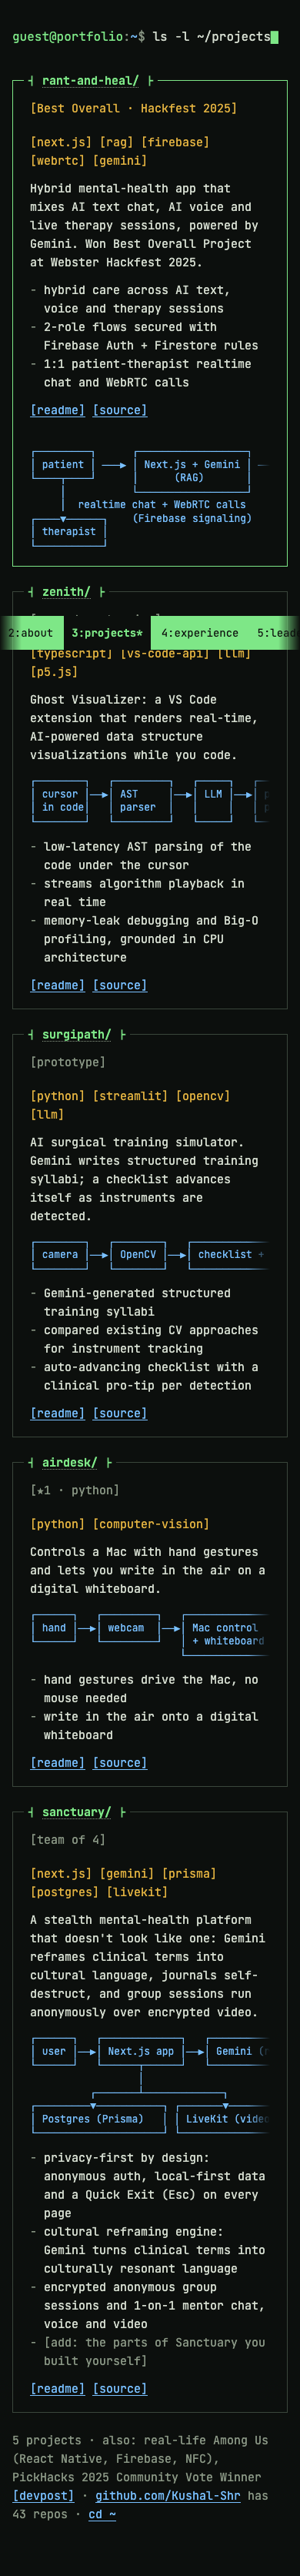 guest@portfolio:~$ ls -l ~/projects
rant-and-heal/
[Best Overall · Hackfest 2025]
[next.js] [rag] [firebase]
[webrtc] [gemini]
Hybrid mental-health app that
mixes AI text chat, AI voice and
live therapy sessions, powered by
Gemini. Won Best Overall Project
at Webster Hackfest 2025.
- hybrid care across AI text,
voice and therapy sessions
- 2-role flows secured with
Firebase Auth + Firestore rules
- 1:1 patient-therapist realtime
chat and WebRTC calls
[readme] [source]
patient
Next.js + Gemini
(RAG)
realtime chat + WebRTC calls
(Firebase signaling)
therapist
zenith/
2:about 3:projects* 4:experience 5:lead
[typescript] [vs-code-api] [llm]
[p5.js]
Ghost Visualizer: a VS Code
extension that renders real-time,
AI-powered data structure
visualizations while you code.
cursor AST LLM
in code parser
- low-latency AST parsing of the
code under the cursor
- streams algorithm playback in
real time
- memory-leak debugging and Big-O
profiling, grounded in CPU
architecture
[readme] [source]
surgipath/
[prototype]
[python] [streamlit] [opencv]
[llm]
AI surgical training simulator.
Gemini writes structured training
syllabi; a checklist advances
itself as instruments are
detected.
camera OpenCV checklist +
- Gemini-generated structured
training syllabi
- compared existing CV approaches
for instrument tracking
- auto-advancing checklist with a
clinical pro-tip per detection
[readme] [source]
airdesk/
[★1 · python]
[python] [computer-vision]
Controls a Mac with hand gestures
and lets you write in the air on a
digital whiteboard.
hand webcam Mac control
+ whiteboard
- hand gestures drive the Mac, no
mouse needed
- write in the air onto a digital
whiteboard
[readme] [source]
sanctuary/
[team of 4]
[next.js] [gemini] [prisma]
[postgres] [livekit]
A stealth mental-health platform
that doesn't look like one: Gemini
reframes clinical terms into
cultural language, journals self-
destruct, and group sessions run
anonymously over encrypted video.
user Next.js app Gemini
Postgres (Prisma) LiveKit (video
- privacy-first by design:
anonymous auth, local-first data
and a Quick Exit (Esc) on every
page
- cultural reframing engine:
Gemini turns clinical terms into
culturally resonant language
- encrypted anonymous group
sessions and 1-on-1 mentor chat,
voice and video
- [add: the parts of Sanctuary you
built yourself]
[readme] [source]
5 projects · also: real-life Among Us
(React Native, Firebase, NFC),
PickHacks 2025 Community Vote Winner
[devpost] · github.com/Kushal-Shr has
43 repos · cd ~